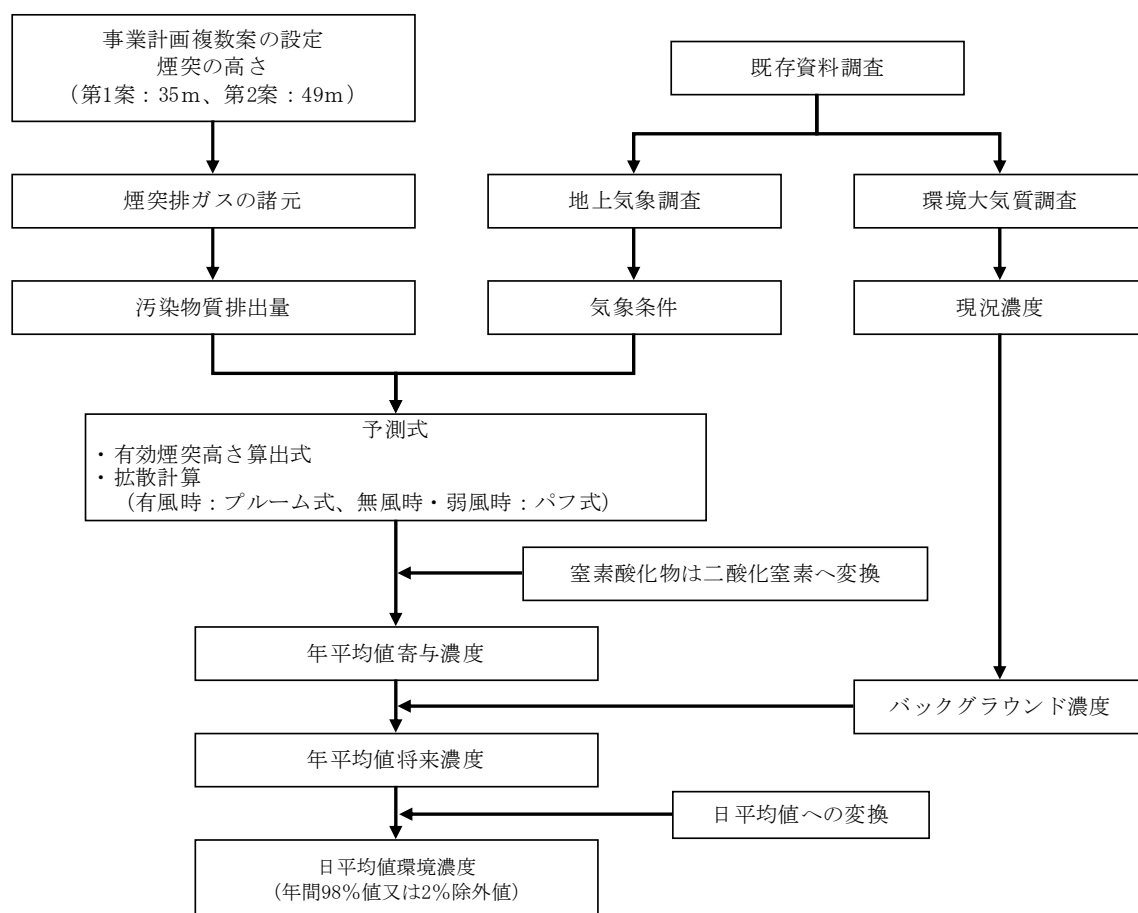 事業計画複数案の設定
煙突の高さ
（第1案：35m、第2案：49m）
既存資料調査
煙突排ガスの諸元
地上気象調査
環境大気質調査
汚染物質排出量
気象条件
現況濃度
予測式
・有効煙突高さ算出式
・拡散計算
（有風時：プルーム式、無風時・弱風時：パフ式）
窒素酸化物は二酸化窒素へ変換
年平均値寄与濃度
バックグラウンド濃度
年平均値将来濃度
日平均値への変換
日平均値環境濃度
（年間98%値又は2%除外値）